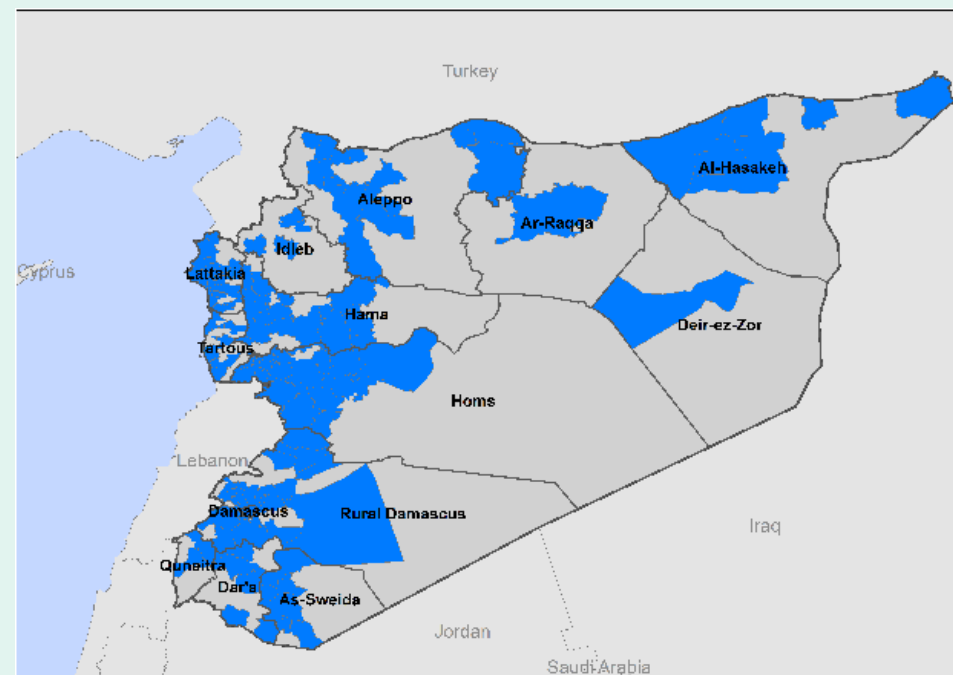 Turkey
Al-Hasakeh
Aleppo
Ar-Raqqa
Idleb
Cyprus
Lattakia
Hama
Deir-ez-Zor
Tartous
Homs
Lebanon
Damascus
Rural Damascus
Iraq
Quneitra
Dar'a
As-Sweida
Jordan
Saudi-Arabia